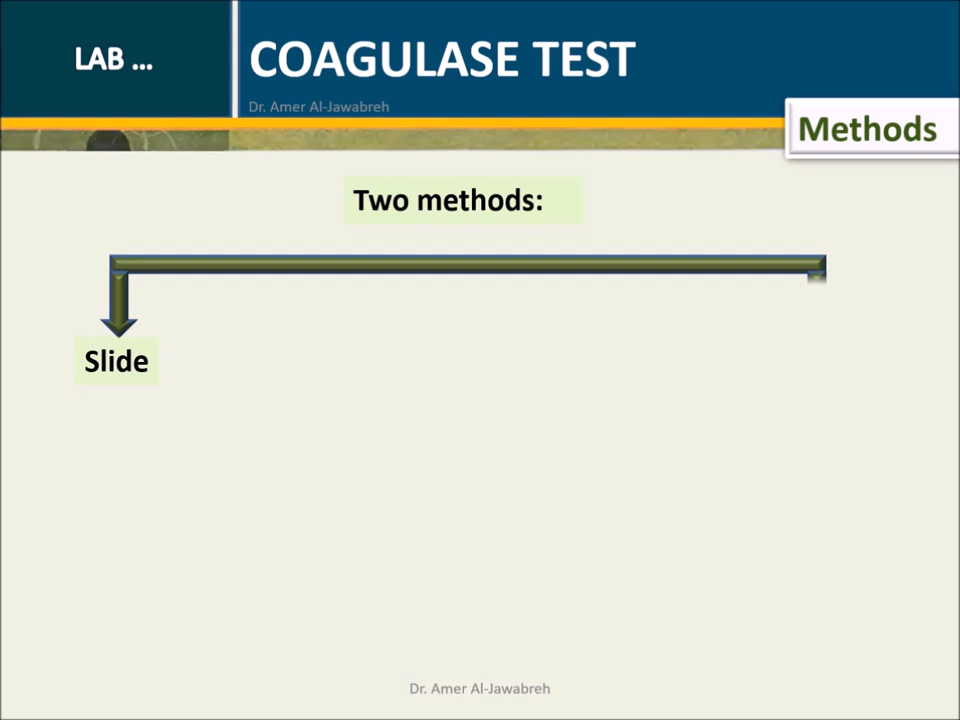 LAB ...
COAGULASE TEST
Dr. Amer Al-Jawabreh
Methods
Two methods:
Slide
Dr. Amer Al-Jawabreh